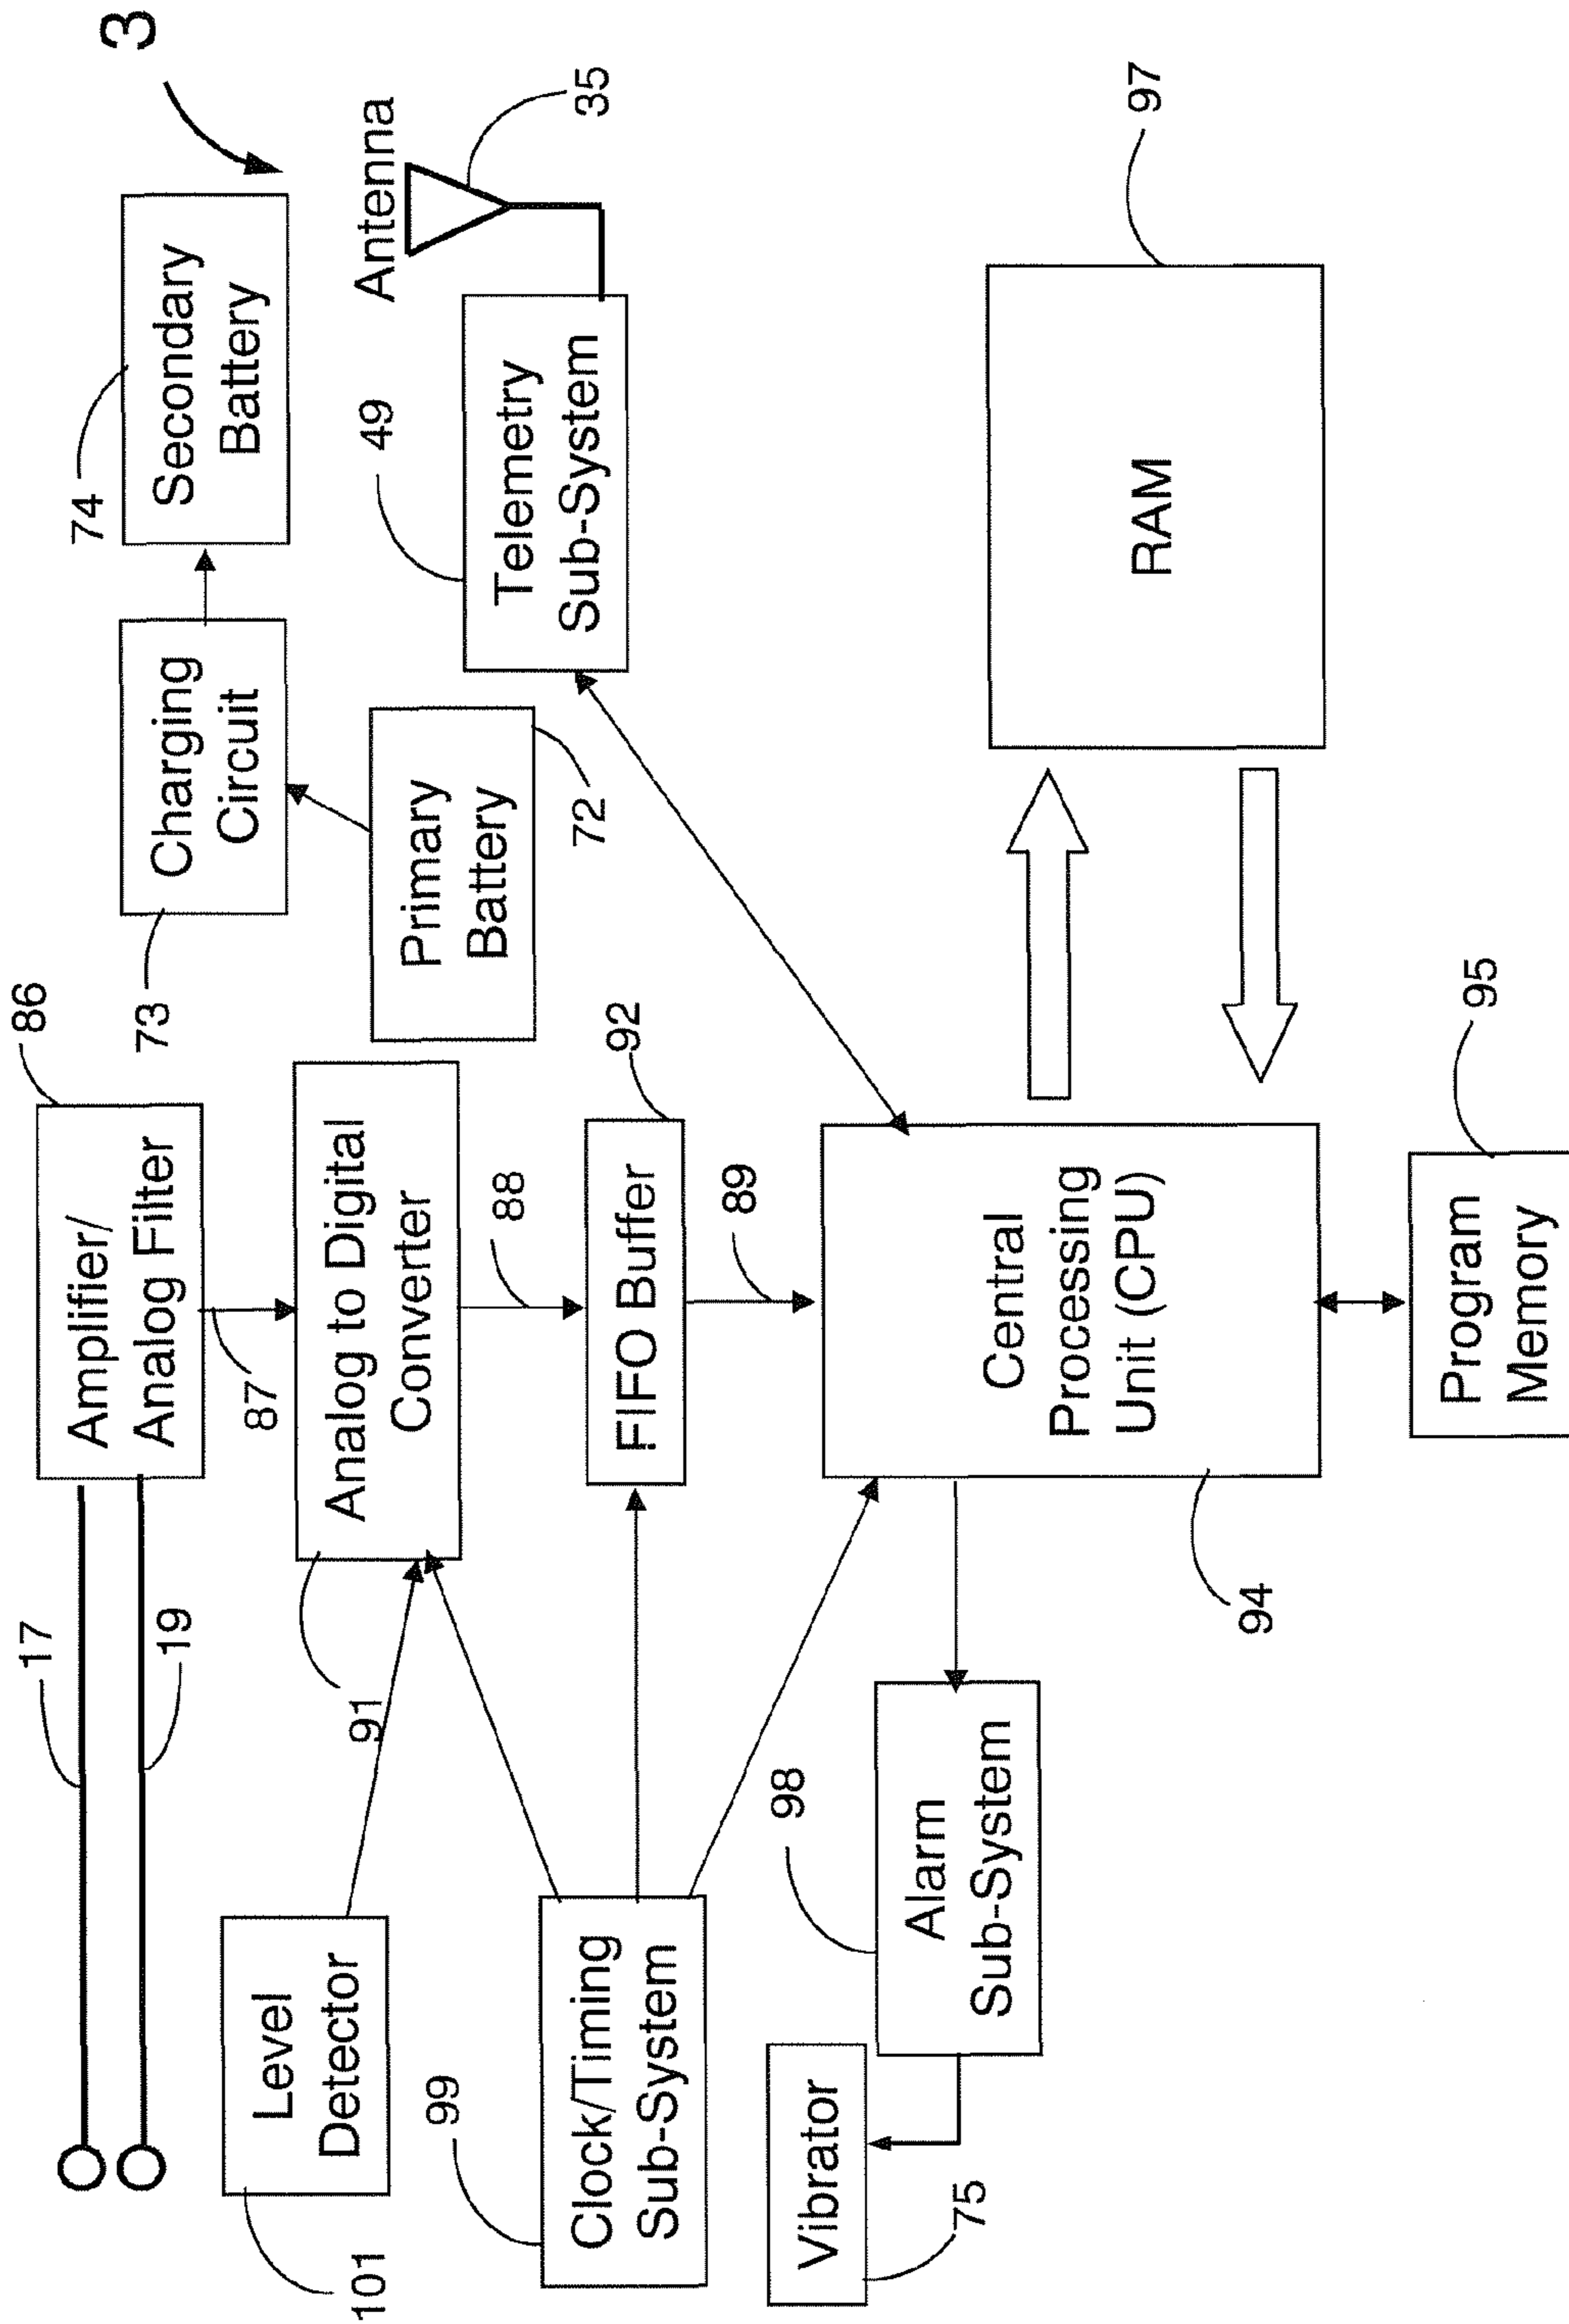 17
86
19
Amplifier/
Analog Filter
87
73
Charging
Circuit
74
Secondary
Battery
3
101
Level
Detector
91
Analog to Digital
Converter
88
Primary
Battery
72
49
Telemetry
Sub-System
Antenna
35
99
Clock/Timing
Sub-System
FIFO Buffer
92
89
Vibrator
75
98
Alarm
Sub-System
94
Central
Processing
Unit (CPU)
RAM
97
Program
Memory
95